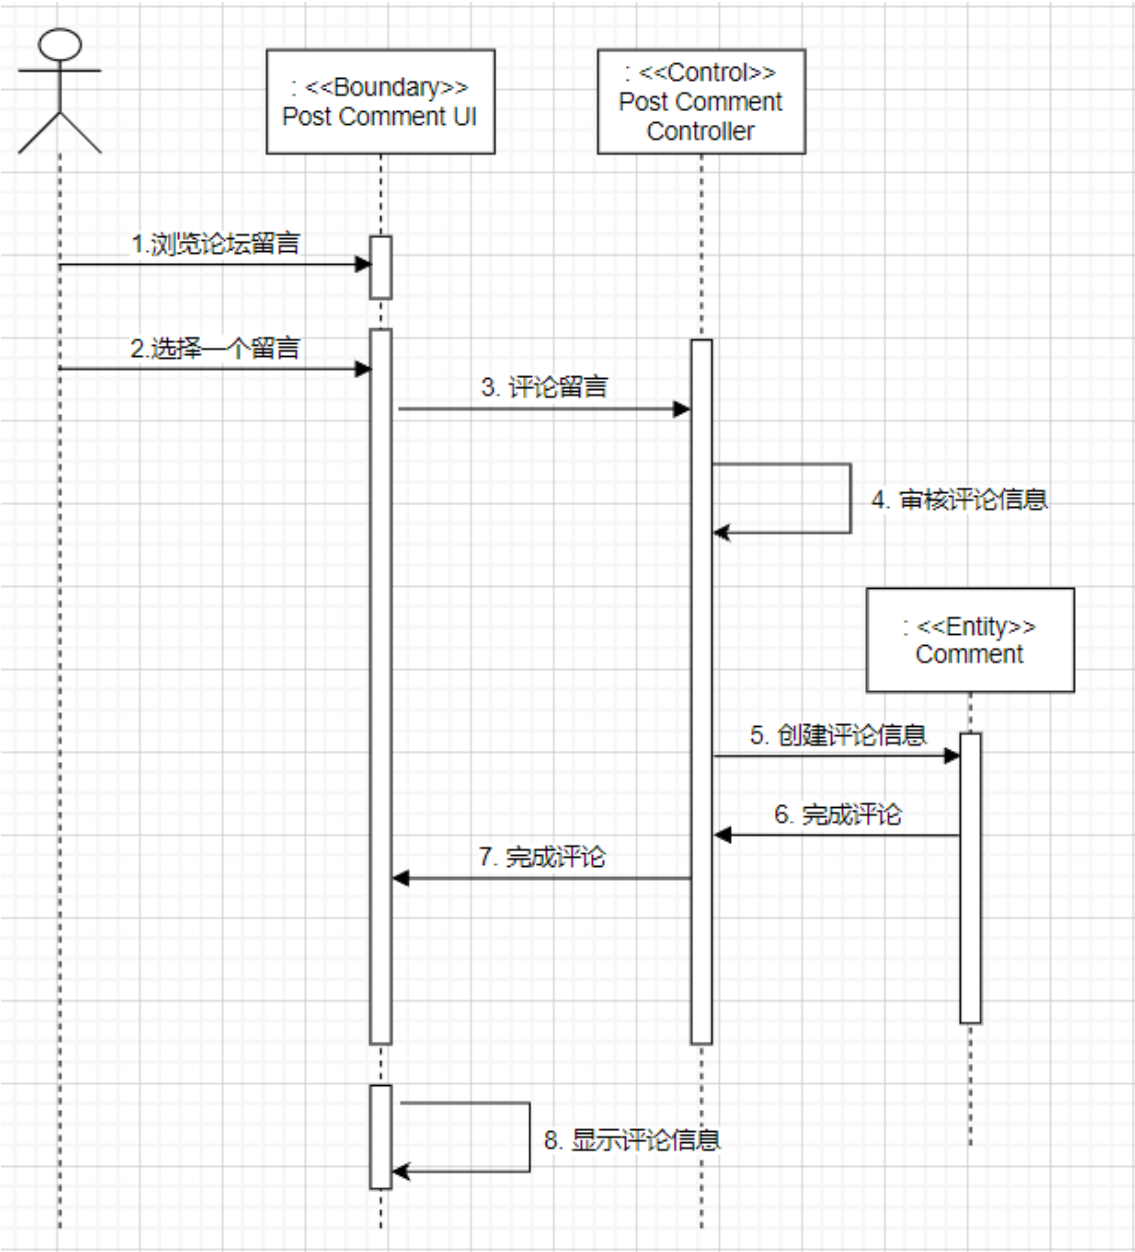 : <<Boundary>>
Post Comment UI
: <<Control>>
Post Comment
Controller
1.浏览论坛留言
2.选择一个留言
3. 评论留言
4. 审核评论信息
: <<Entity>>
Comment
5. 创建评论信息
6. 完成评论
7. 完成评论
8. 显示评论信息